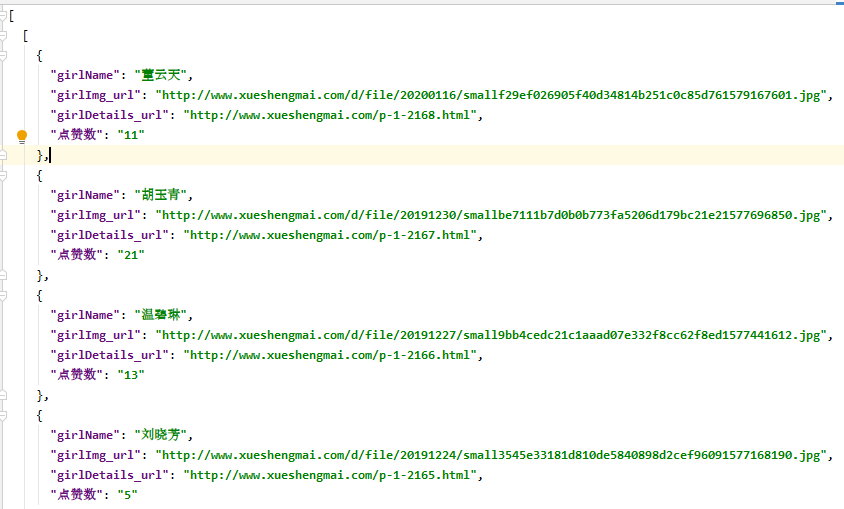 [
[
{
"girlName": "董云天",
"girlImg_url": "http://www.xueshengmai.com/d/file/20200116/smallf29ef026905f40d34814b251c0c85d761579167601.jpg",
"girlDetails_url": "http://www.xueshengmai.com/p-1-2168.html",
"点赞数": "11"
},
{
"girlName": "胡玉青",
"girlImg_url": "http://www.xueshengmai.com/d/file/20191230/smallbe7111b7d0b0b773fa5206d179bc21e21577696850.jpg",
"girlDetails_url": "http://www.xueshengmai.com/p-1-2167.html",
"点赞数": "21"
},
{
"girlName": "温碧琳",
"girlImg_url": "http://www.xueshengmai.com/d/file/20191227/small9bb4cedc21c1aaad07e332f8cc62f8ed1577441612.jpg",
"girlDetails_url": "http://www.xueshengmai.com/p-1-2166.html",
"点赞数": "13"
},
{
"girlName": "刘晓芳",
"girlImg_url": "http://www.xueshengmai.com/d/file/20191224/small3545e33181d810de5840898d2cef96091577168190.jpg",
"girlDetails_url": "http://www.xueshengmai.com/p-1-2165.html",
"点赞数": "5"